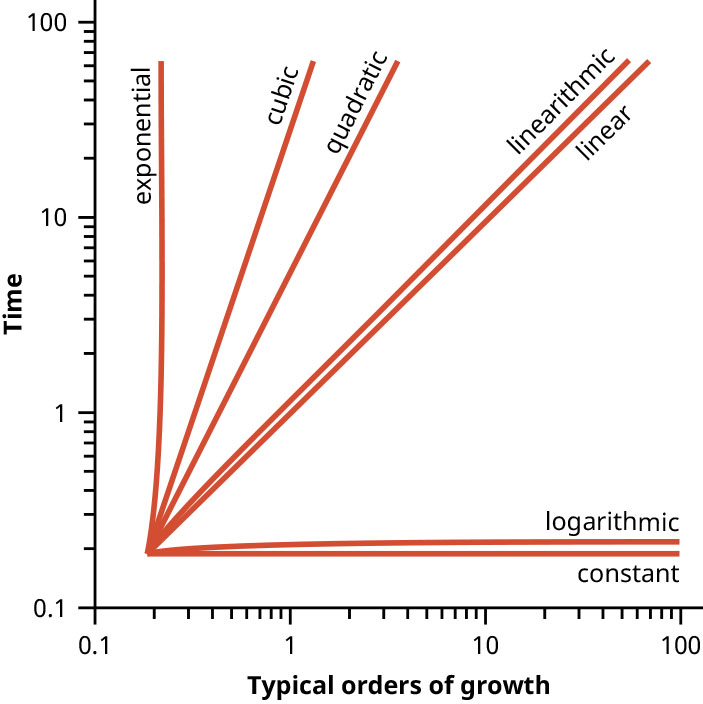 100
10
1
0.1
Time
exponential
cubic
quadratic
linearithmic
linear
logarithmic
constant
0.1
1
10
100
Typical orders of growth